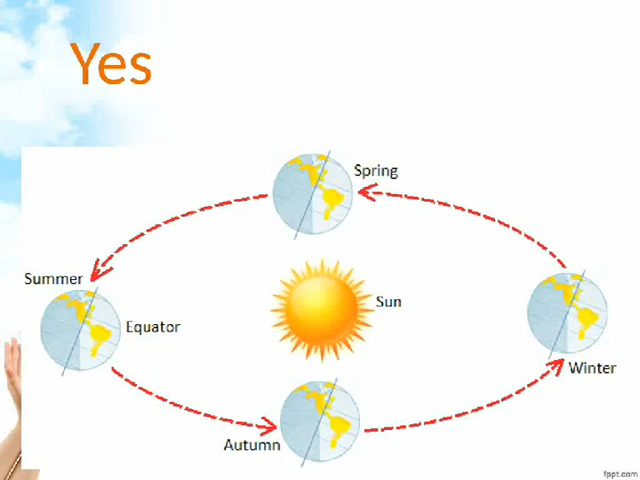 Yes
Spring
Summer
Sun
Equator
Winter
Autumn
fppt.com